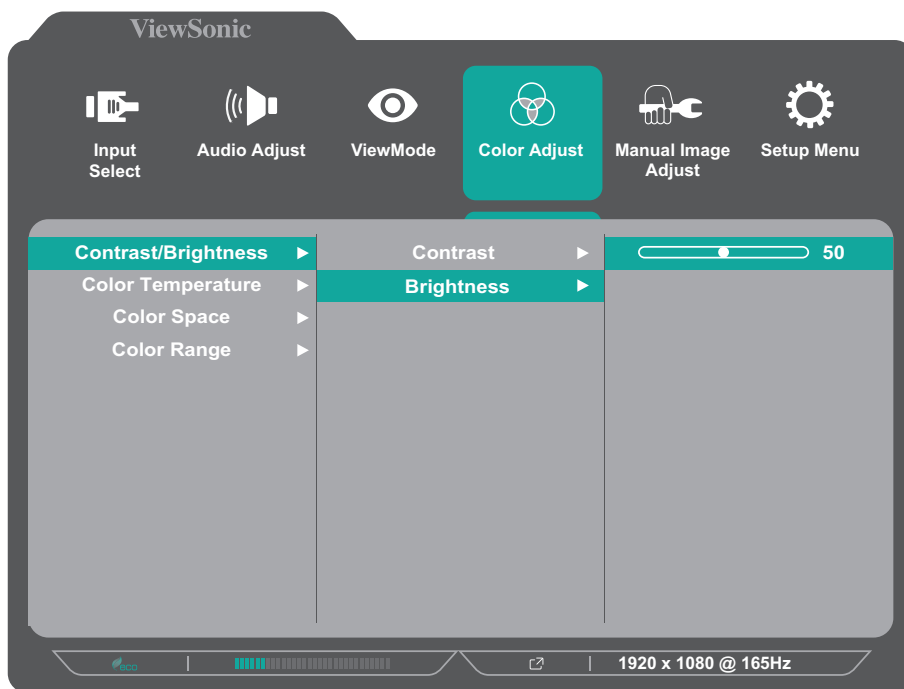 ViewSonic
Input
Select
Audio Adjust
ViewMode
Color Adjust
Manual Image
Adjust
Setup Menu
Contrast/Brightness
Color Temperature
Color Space
Color Range
Contrast
Brightness
50
eco
1920 x 1080 @ 165Hz